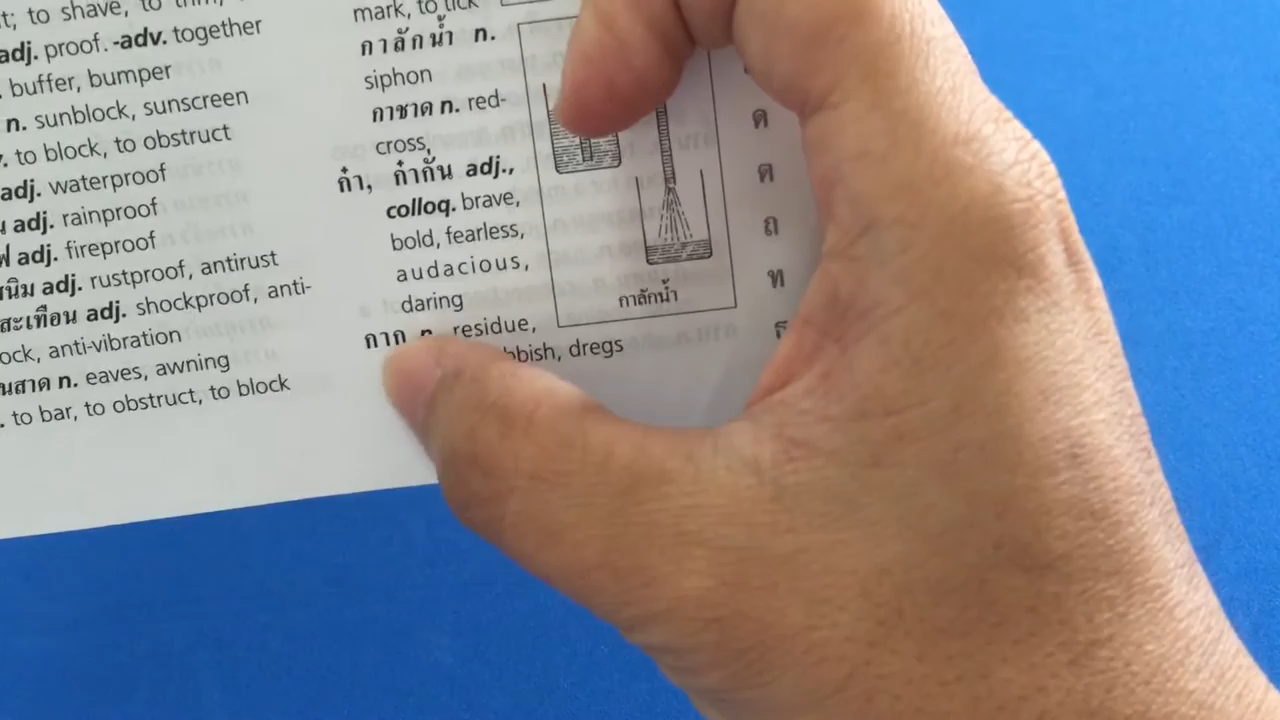 t; to shave, to trim,
adj. proof. -adv. together
. buffer, bumper
n. sunblock, sunscreen
. to block, to obstruct
adj. waterproof
adj. rainproof
adj. fireproof
สนิม adj. rustproof, antirust
สะเทือน adj. shockproof, anti-
ock, anti-vibration
นสาด n. eaves, awning
. to bar, to obstruct, to block
mark, to tick
กาลักน้ำ n.
siphon
กาชาด n. red-
cross,
ก๋า, ก๋ากั่น adj.,
colloq. brave,
bold, fearless,
audacious,
daring
กาก n. residue,
bbish, dregs
กาลักน้ำ
ด
ต
ถ
ท
ธ